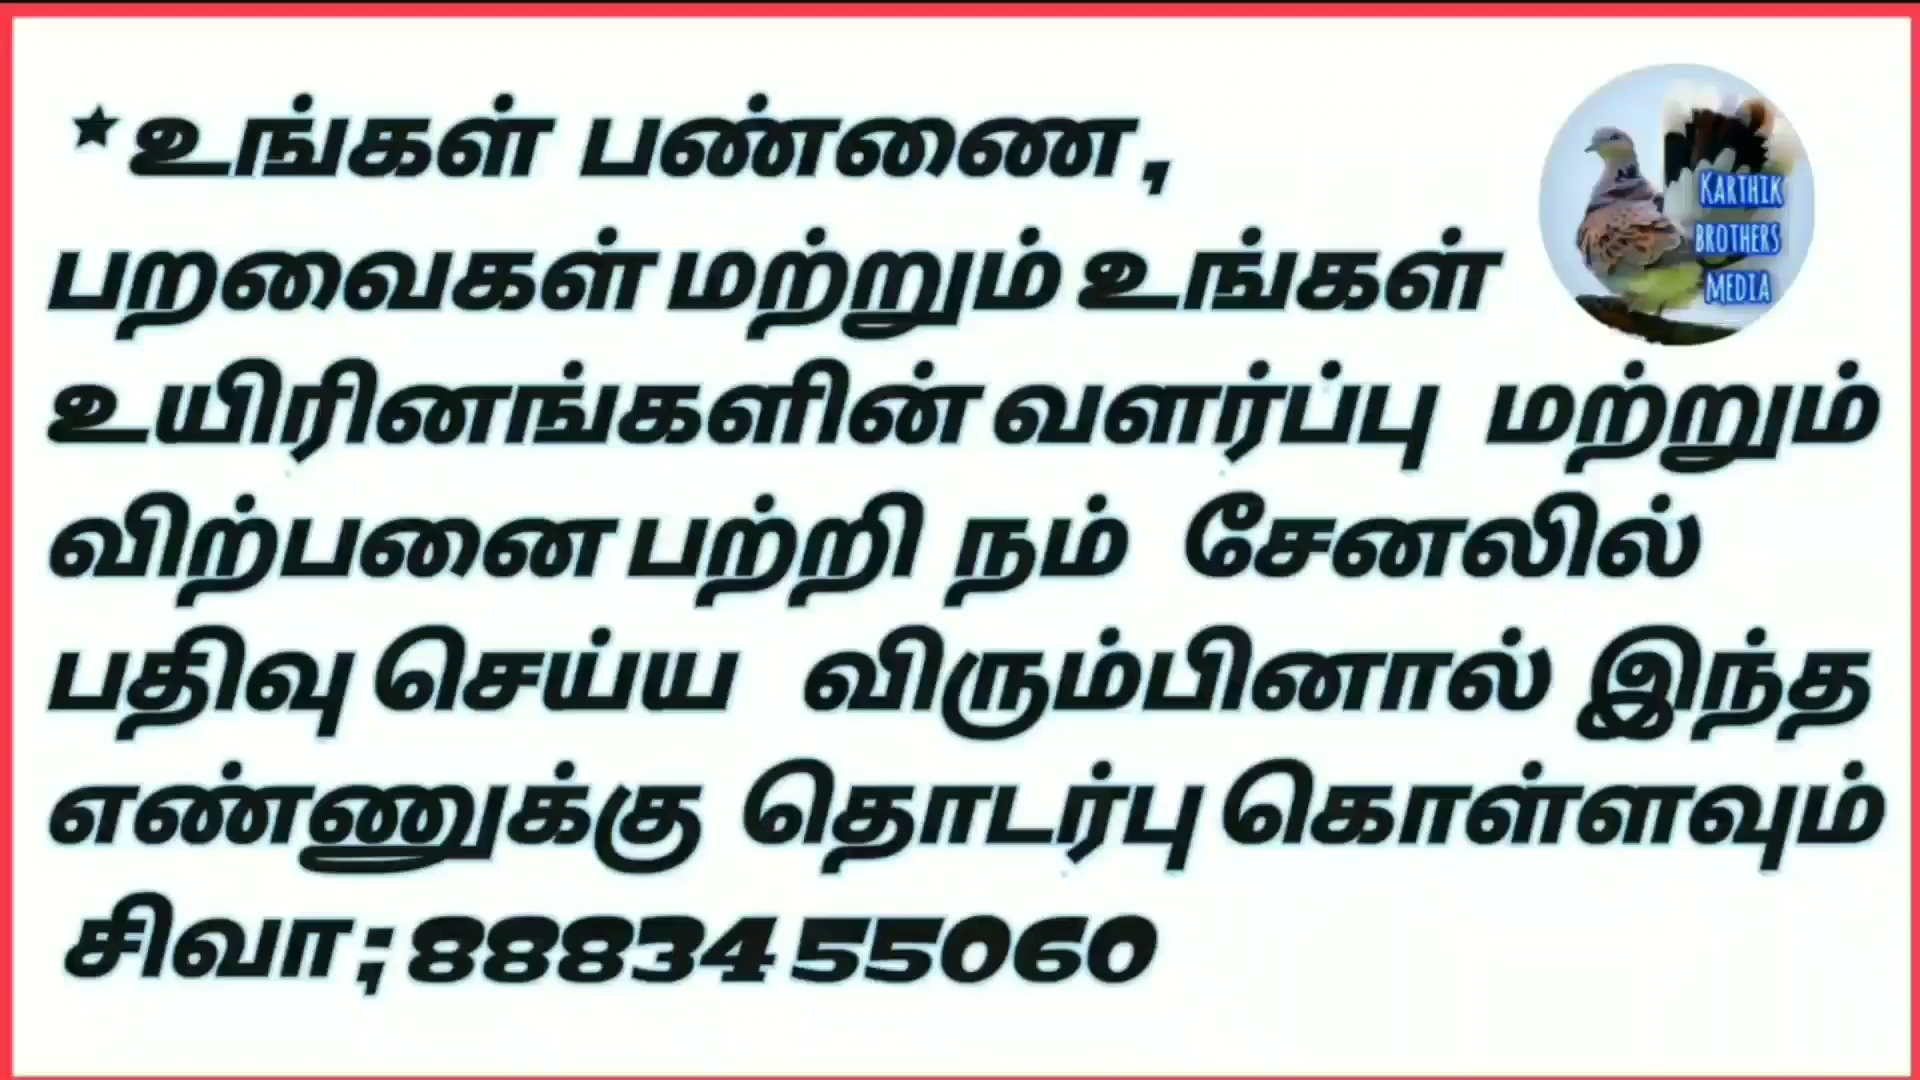 *உங்கள் பண்ணை,
பறவைகள் மற்றும் உங்கள்
உயிரினங்களின் வளர்ப்பு மற்றும்
விற்பனை பற்றி நம் சேனலில்
பதிவு செய்ய விரும்பினால் இந்த
எண்ணுக்கு தொடர்பு கொள்ளவும்
சிவா;8883455060
KARTHIK
BROTHERS
MEDIA